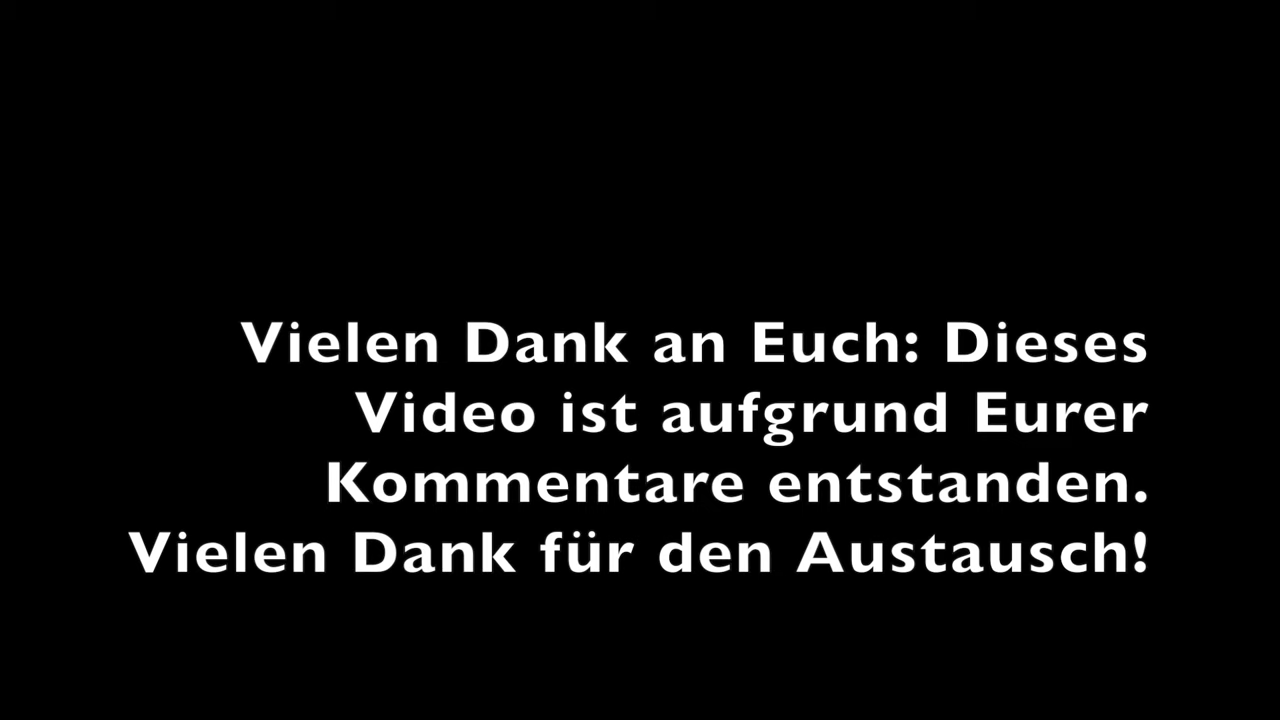 Vielen Dank an Euch: Dieses
Video ist aufgrund Eurer
Kommentare entstanden.
Vielen Dank für den Austausch!